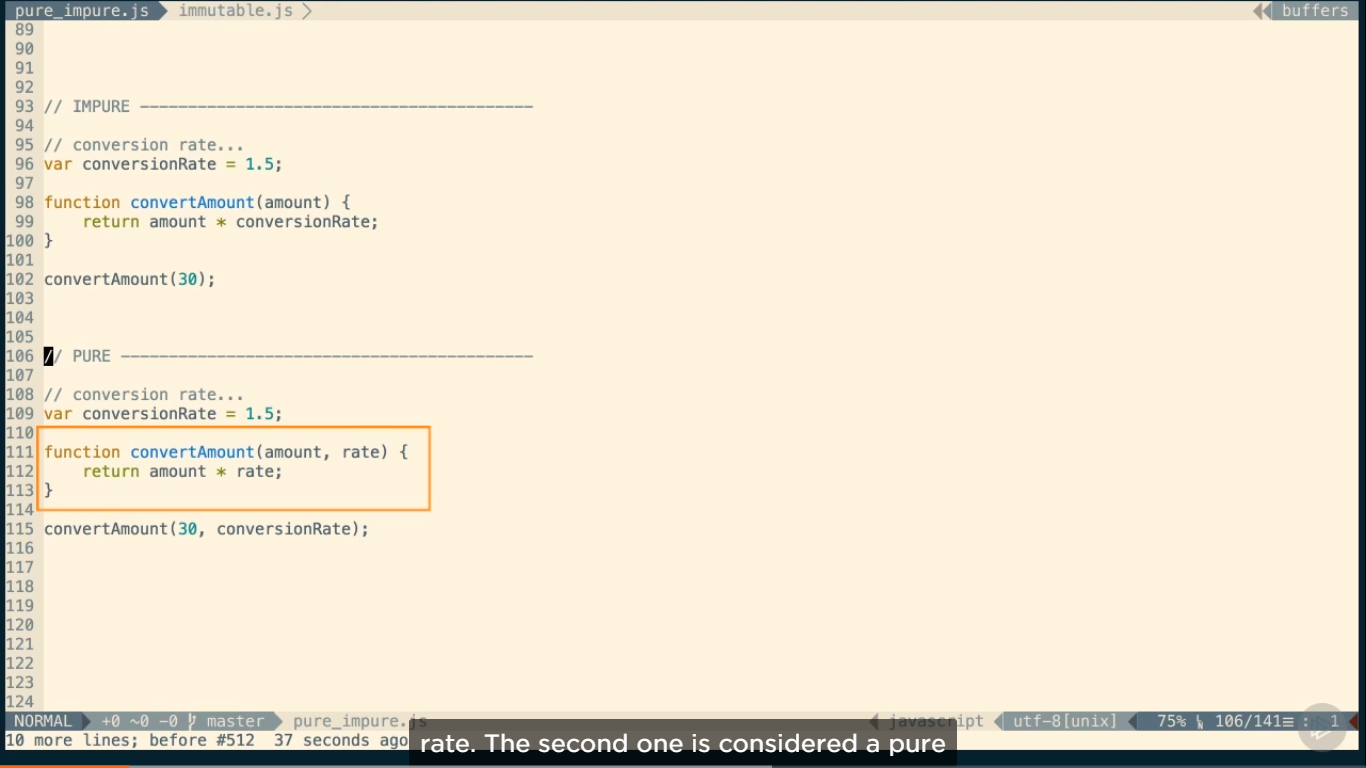 pure_impure.js immutable.js buffers
89
90
91
92
93 // IMPURE -----------------------------------------
94
95 // conversion rate...
96 var conversionRate = 1.5;
97
98 function convertAmount(amount) {
99     return amount * conversionRate;
100 }
101
102 convertAmount(30);
103
104
105
106 // PURE -------------------------------------------
107
108 // conversion rate...
109 var conversionRate = 1.5;
110
111 function convertAmount(amount, rate) {
112     return amount * rate;
113 }
114
115 convertAmount(30, conversionRate);
116
117
118
119
120
121
122
123
124
NORMAL +0 ~0 -0 master pure_impure.js javascript utf-8[unix] 75% 106/141≡ : 1
10 more lines; before #512  37 seconds ago
rate. The second one is considered a pure